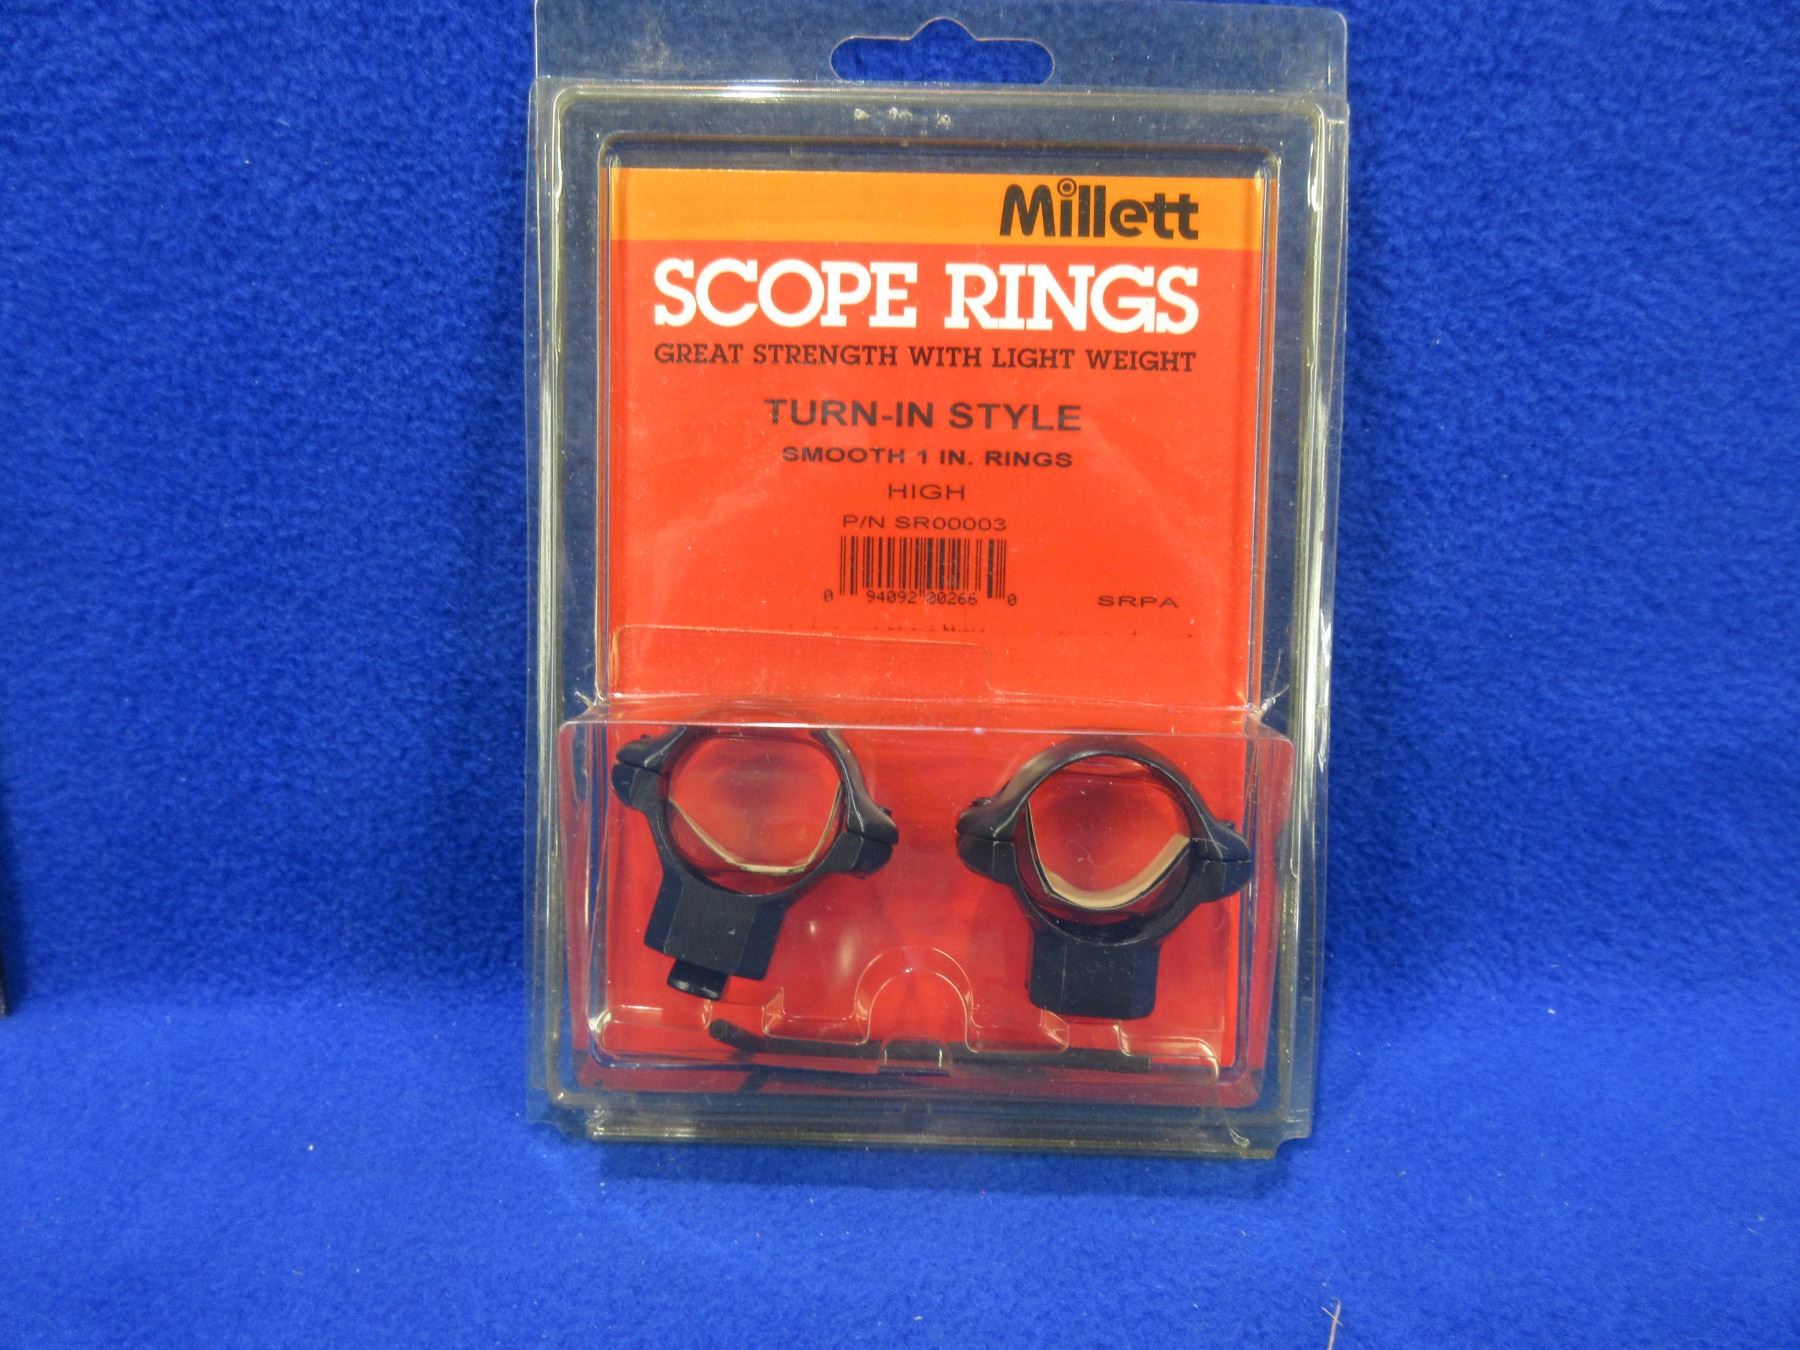 Millett
SCOPE RINGS
GREAT STRENGTH WITH LIGHT WEIGHT
TURN-IN STYLE
SMOOTH 1 IN. RINGS
HIGH
P/N SR00003
0 94092 00266 0
SRPA